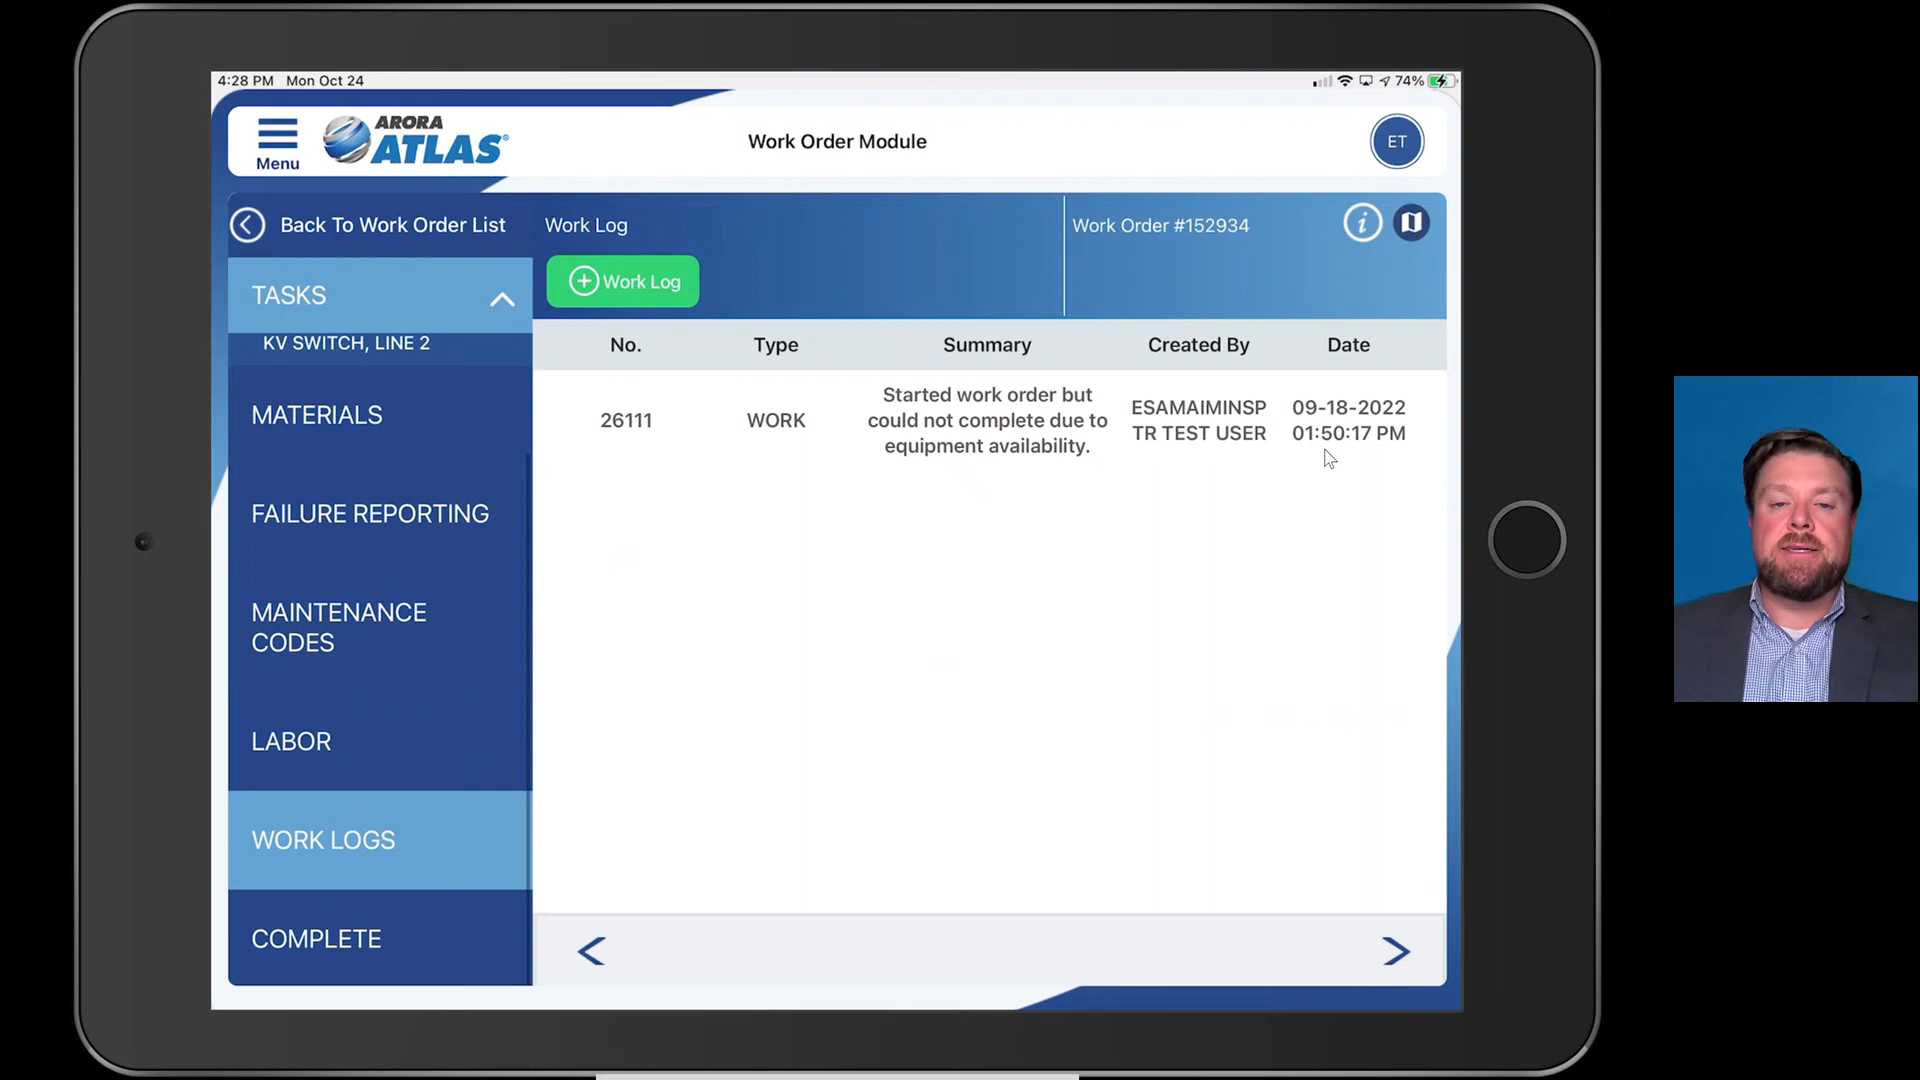 4:28 PM Mon Oct 24
74%
Menu
ARORA
ATLAS®
Work Order Module
ET
Back To Work Order List
Work Log
Work Order #152934
i
Work Log
TASKS
KV SWITCH, LINE 2
MATERIALS
FAILURE REPORTING
MAINTENANCE
CODES
LABOR
WORK LOGS
COMPLETE
No. Type Summary Created By Date
26111
WORK
Started work order but
could not complete due to
equipment availability.
ESAMAIMINSP
TR TEST USER
09-18-2022
01:50:17 PM